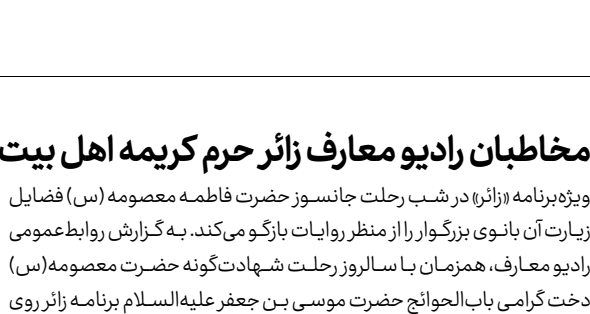 مخاطبان رادیو معارف زائر حرم کریمه اهل بیت
ویژه‌برنامه «زائر» در شب رحلت جانسوز حضرت فاطمه معصومه (س) فضایل
زیارت آن بانوی بزرگوار را از منظر روایات بازگو می‌کند. به گزارش روابط‌عمومی
رادیو معارف، همزمان با سالروز رحلت شهادت‌گونه حضرت معصومه(س)
دخت گرامی باب‌الحوائج حضرت موسی بن جعفر علیه‌السلام برنامه زائر روی